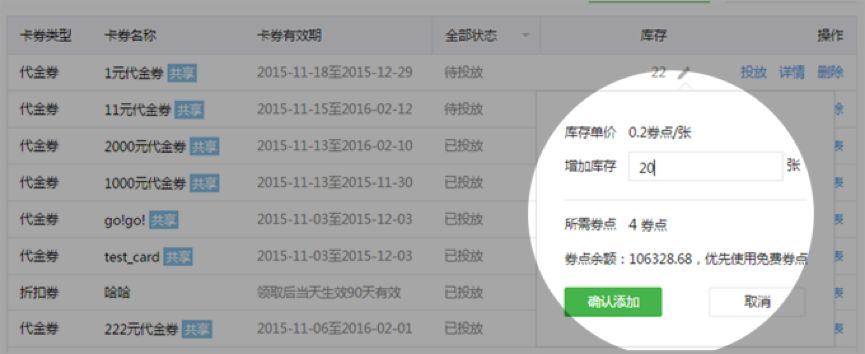 卡券类型 卡券名称 卡券有效期 全部状态 库存 操作
代金券 1元代金券 共享 2015-11-18至2015-12-29 待投放 22 投放 详情 删除
代金券 11元代金券 共享 2015-11-15至2016-02-12 待投放
代金券 2000元代金券 共享 2015-11-13至2016-02-10 已投放
代金券 1000元代金券 共享 2015-11-13至2015-11-30 已投放
代金券 go!go! 共享 2015-11-03至2015-12-03 已投放
代金券 test_card 共享 2015-11-03至2015-12-03 已投放
折扣券 哈哈 领取后当天生效90天有效 已投放
代金券 222元代金券 共享 2015-11-06至2016-02-01 已投放
库存单价 0.2券点/张
增加库存 20 张
所需券点 4 券点
券点余额：106328.68，优先使用免费券点
确认添加 取消